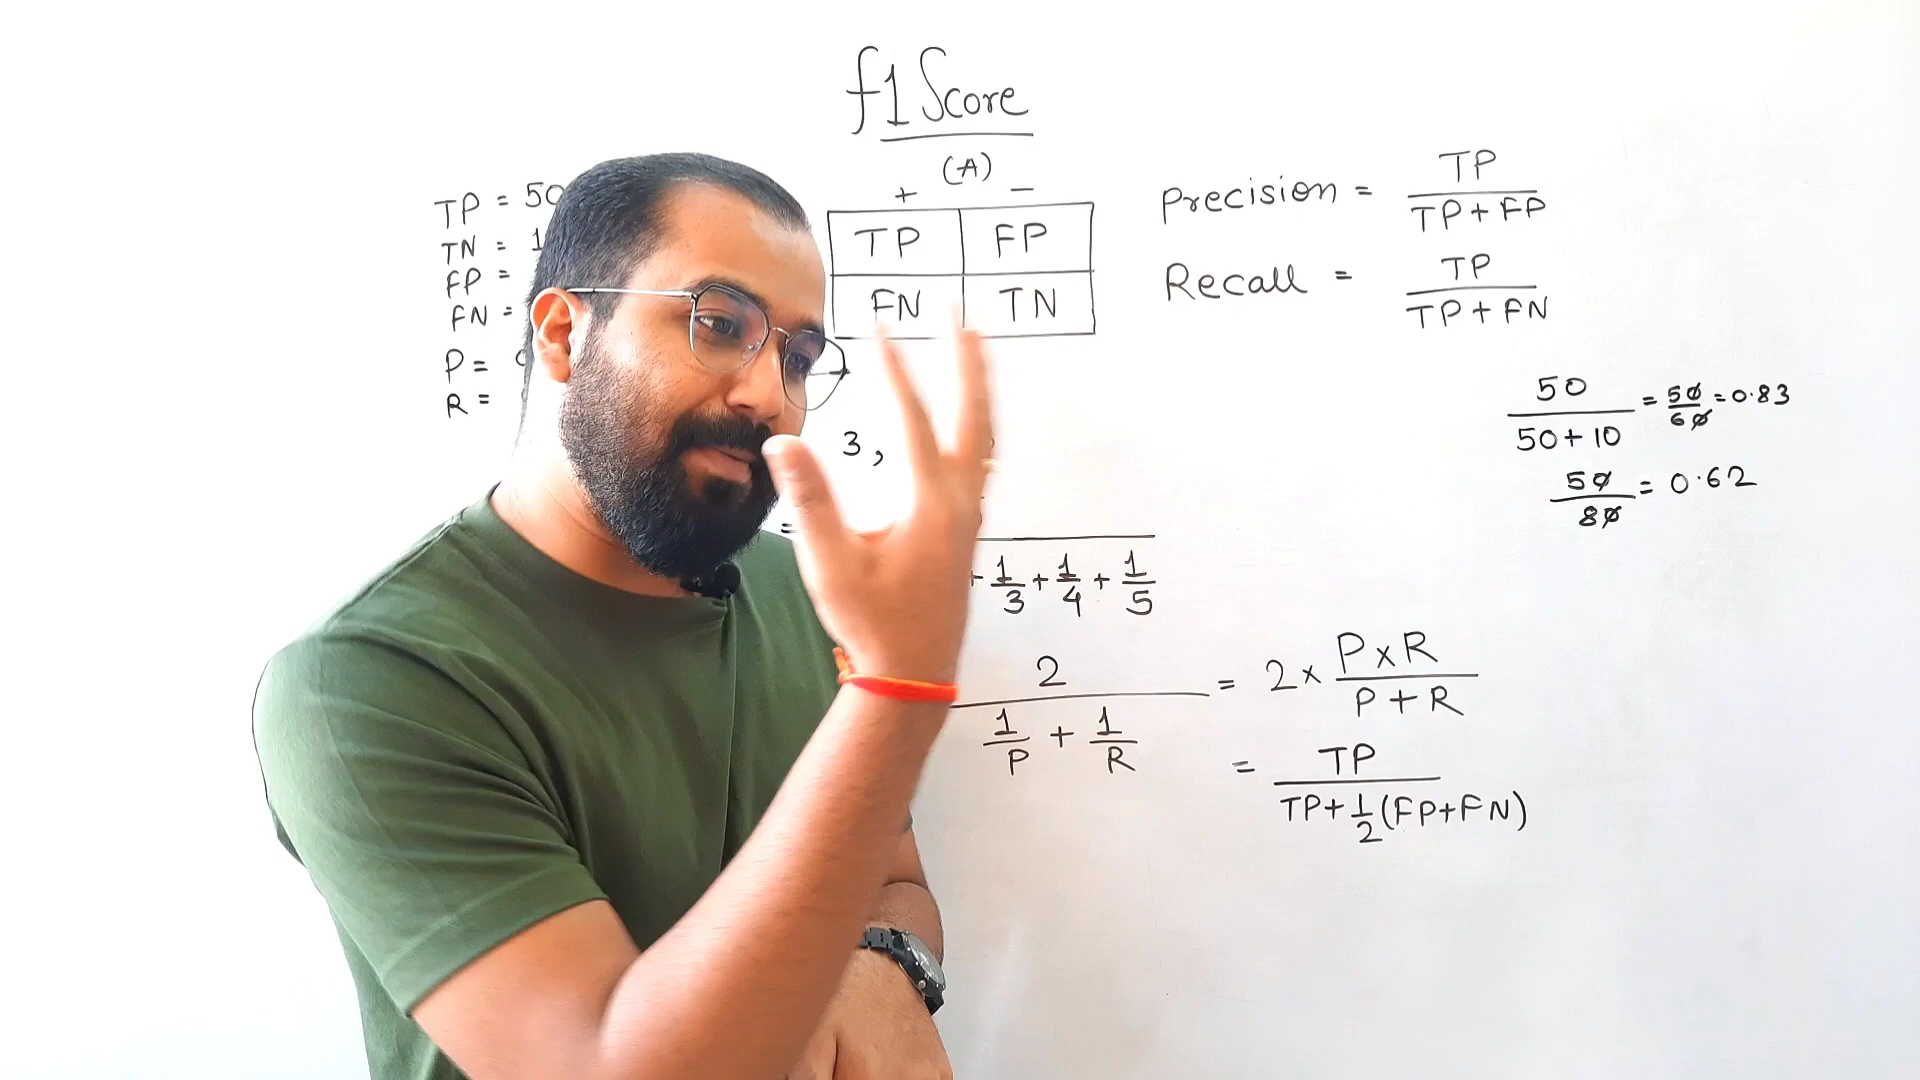 f1 Score
(A)
+ -
TP FP
FN TN
TP = 50
TN = 1
FP =
FN =
P =
R =
Precision = TP / TP + FP
Recall = TP / TP + FN
50 / 50 + 10 = 50 / 60 = 0.83
50 / 80 = 0.62
3,
=
+ 1/3 + 1/4 + 1/5
2 / 1/P + 1/R = 2 × P × R / P + R
= TP / TP + 1/2 (FP + FN)